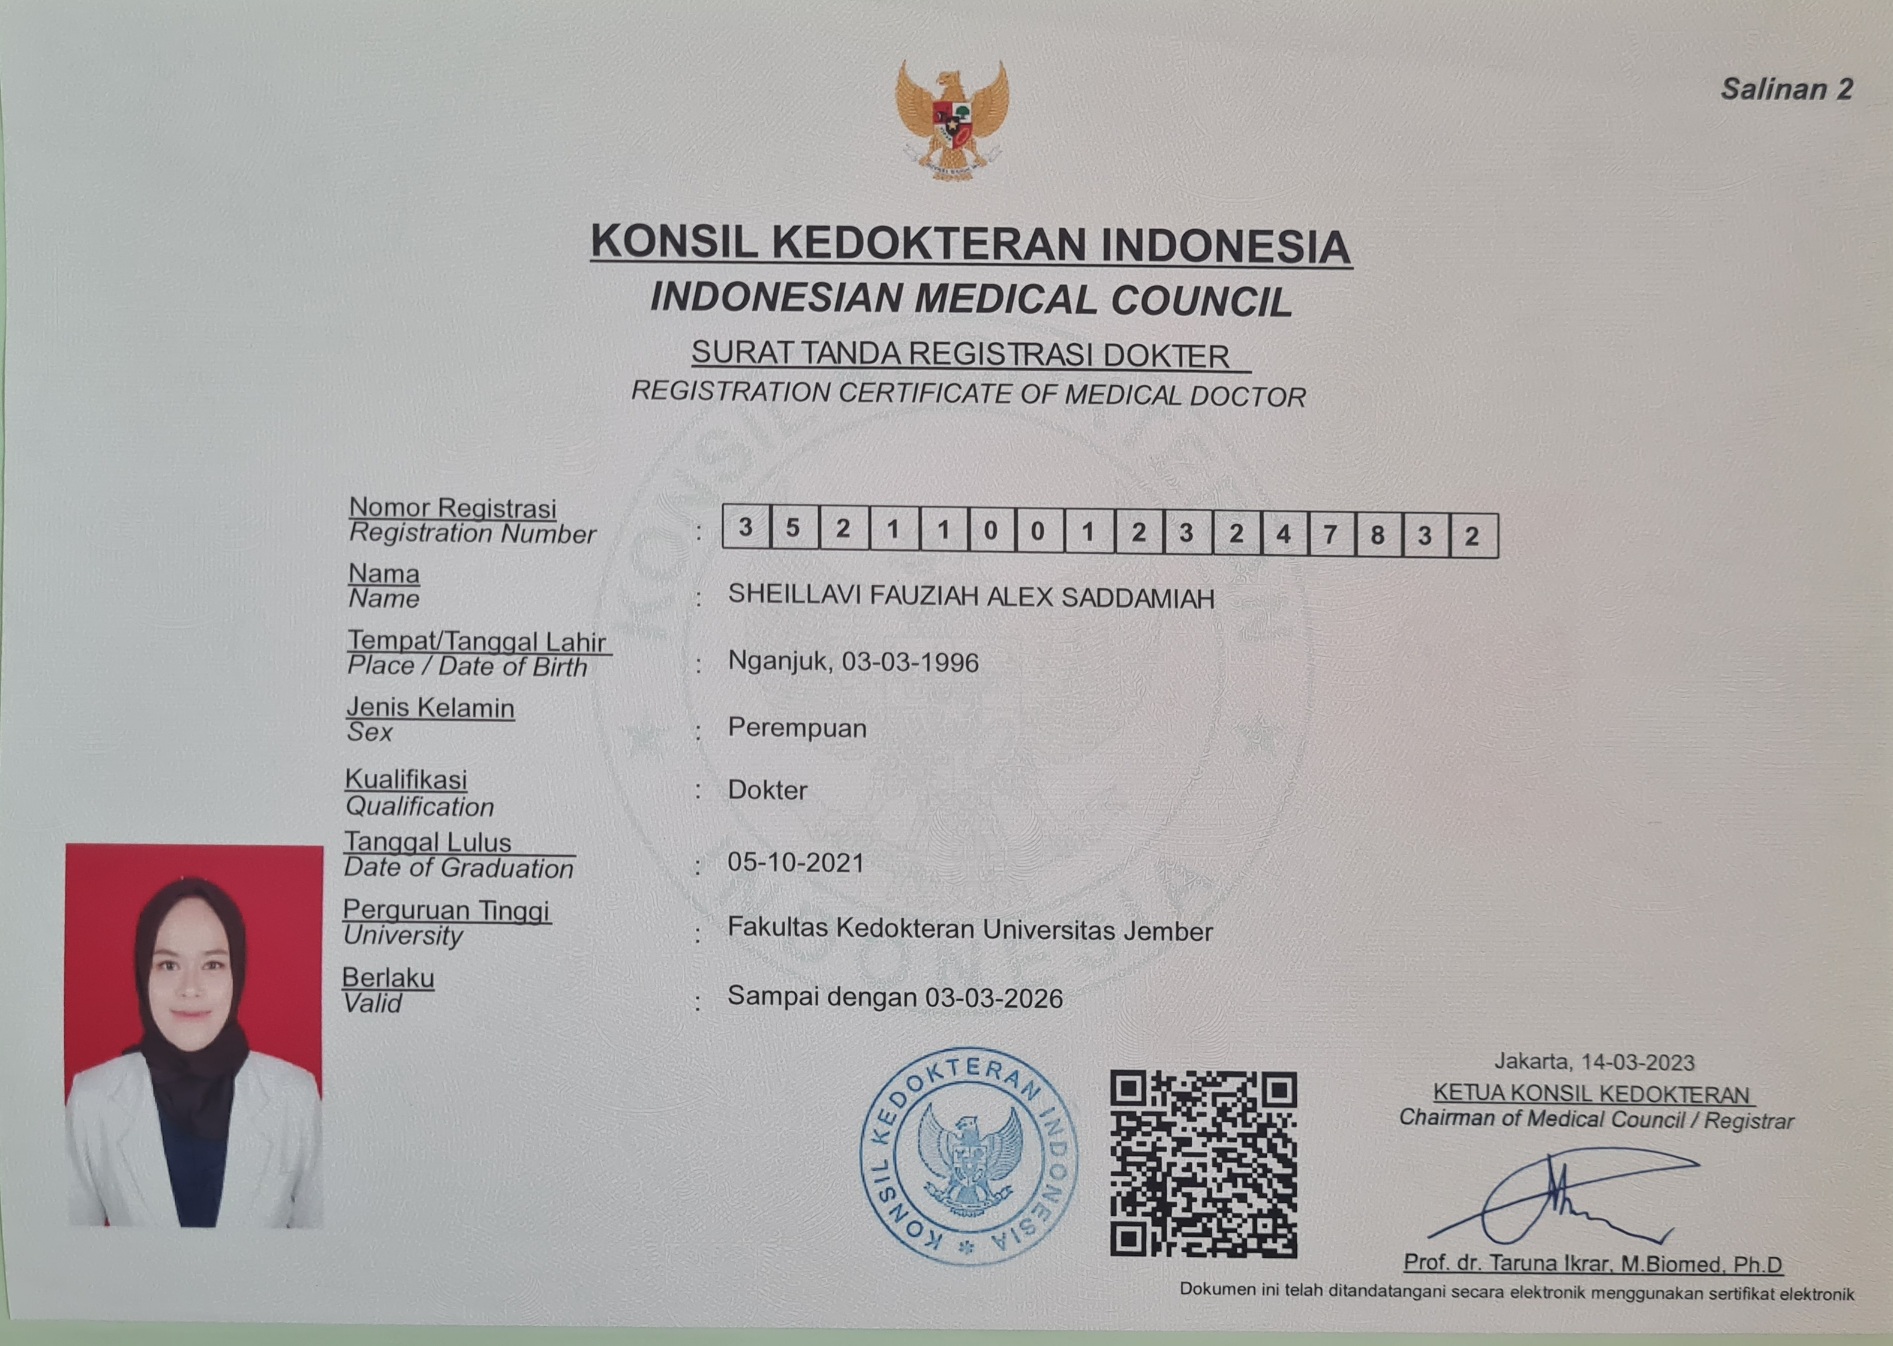 Salinan 2
KONSIL KEDOKTERAN INDONESIA
INDONESIAN MEDICAL COUNCIL
SURAT TANDA REGISTRASI DOKTER
REGISTRATION CERTIFICATE OF MEDICAL DOCTOR
Nomor Registrasi
Registration Number : 3 5 2 1 1 0 0 1 2 3 2 4 7 8 3 2
Nama
Name : SHEILLAVI FAUZIAH ALEX SADDAMIAH
Tempat/Tanggal Lahir
Place / Date of Birth : Nganjuk, 03-03-1996
Jenis Kelamin
Sex : Perempuan
Kualifikasi
Qualification : Dokter
Tanggal Lulus
Date of Graduation : 05-10-2021
Perguruan Tinggi
University : Fakultas Kedokteran Universitas Jember
Berlaku
Valid : Sampai dengan 03-03-2026
KONSIL KEDOKTERAN INDONESIA
Jakarta, 14-03-2023
KETUA KONSIL KEDOKTERAN
Chairman of Medical Council / Registrar
Prof. dr. Taruna Ikrar, M.Biomed, Ph.D
Dokumen ini telah ditandatangani secara elektronik menggunakan sertifikat elektronik